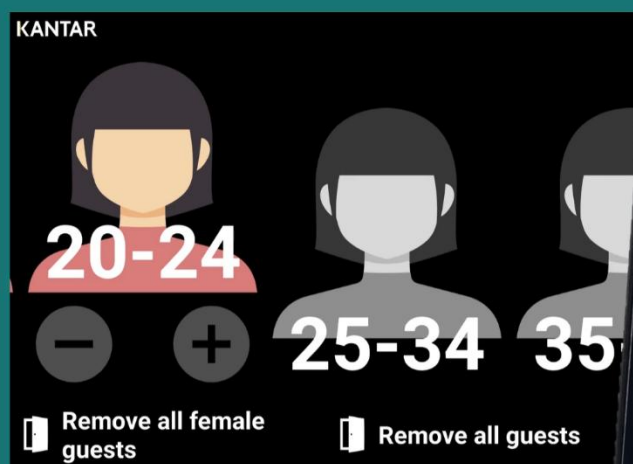 KANTAR
20-24
25-34
35-
Remove all female
guests
Remove all guests